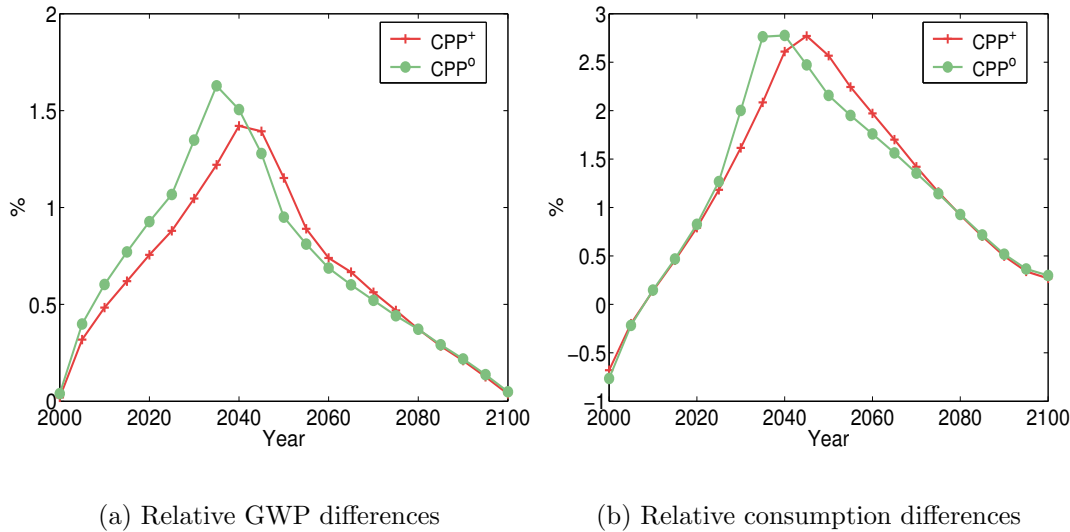 2
1.5
1
0.5
0
%
2000 2020 2040 2060 2080 2100
Year
CPP+
CPPo
(a) Relative GWP differences
3
2.5
2
1.5
1
0.5
0
−0.5
−1
%
2000 2020 2040 2060 2080 2100
Year
CPP+
CPPo
(b) Relative consumption differences